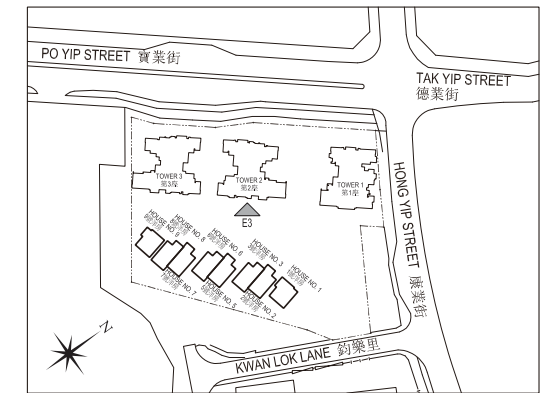 PO YIP STREET 寶業街
TAK YIP STREET
德業街
TOWER 3
第3座
TOWER 2
第2座
TOWER 1
第1座
HONG YIP STREET 康業街
E3
HOUSE NO. 9
HOUSE NO. 8
HOUSE NO. 6
HOUSE NO. 3
HOUSE NO. 1
HOUSE NO. 7
HOUSE NO. 5
HOUSE NO. 2
N
KWAN LOK LANE 鈞樂里